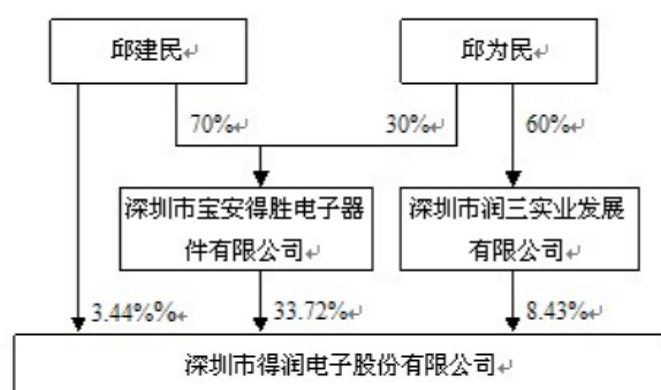 邱建民↵
邱为民↵
70%↵
30%↵
60%↵
深圳市宝安得胜电子器
件有限公司↵
深圳市润三实业发展
有限公司↵
3.44%%↵
33.72%↵
8.43%↵
深圳市得润电子股份有限公司↵